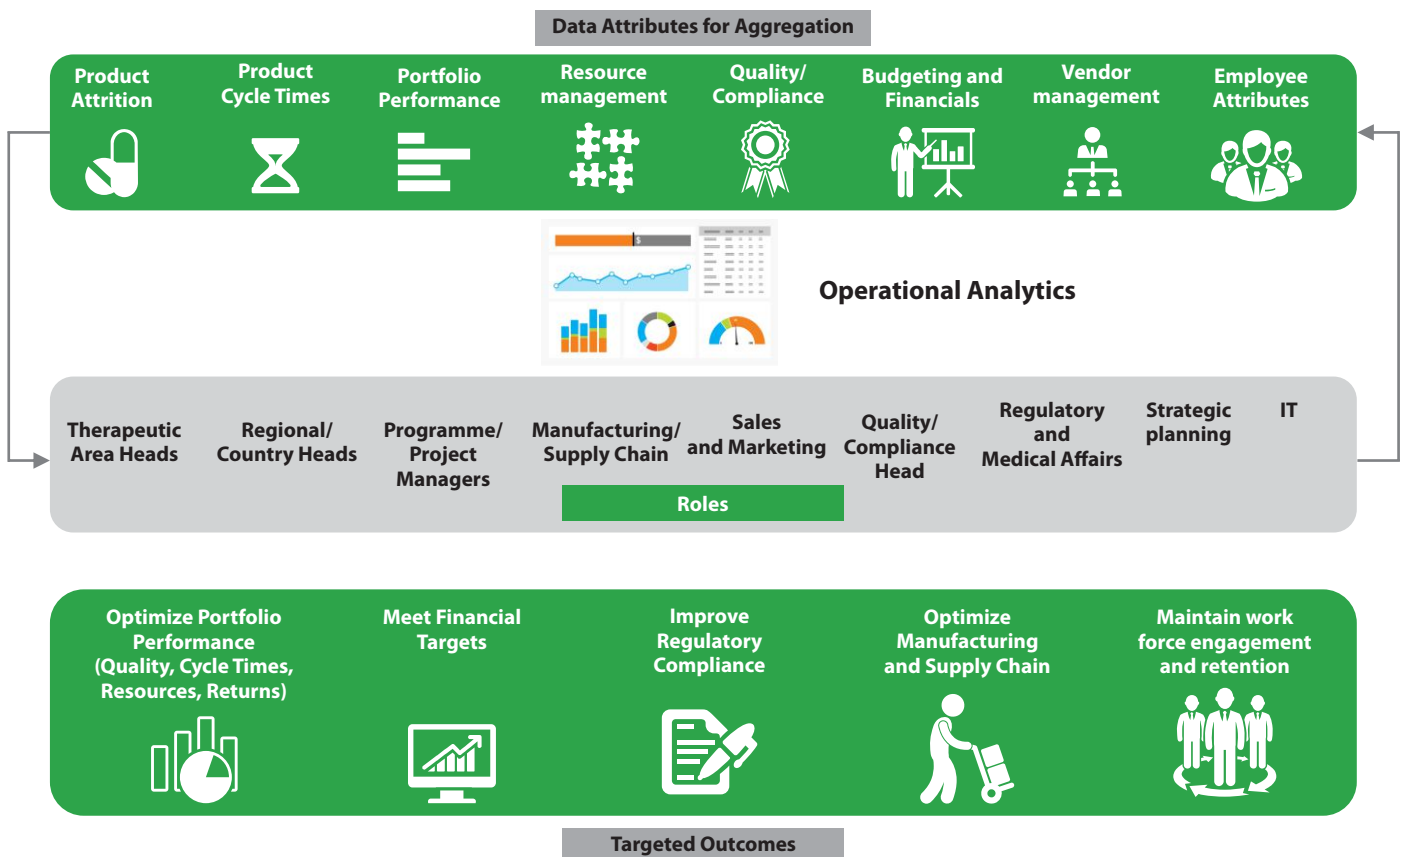 Data Attributes for Aggregation
Product
Attrition
Product
Cycle Times
Portfolio
Performance
Resource
management
Quality/
Compliance
Budgeting and
Financials
Vendor
management
Employee
Attributes
$
Operational Analytics
Therapeutic
Area Heads
Regional/
Country Heads
Programme/
Project
Managers
Manufacturing/
Supply Chain
Sales
and Marketing
Quality/
Compliance
Head
Regulatory
and
Medical Affairs
Strategic
planning
IT
Roles
Optimize Portfolio
Performance
(Quality, Cycle Times,
Resources, Returns)
Meet Financial
Targets
Improve
Regulatory
Compliance
Optimize
Manufacturing
and Supply Chain
Maintain work
force engagement
and retention
Targeted Outcomes